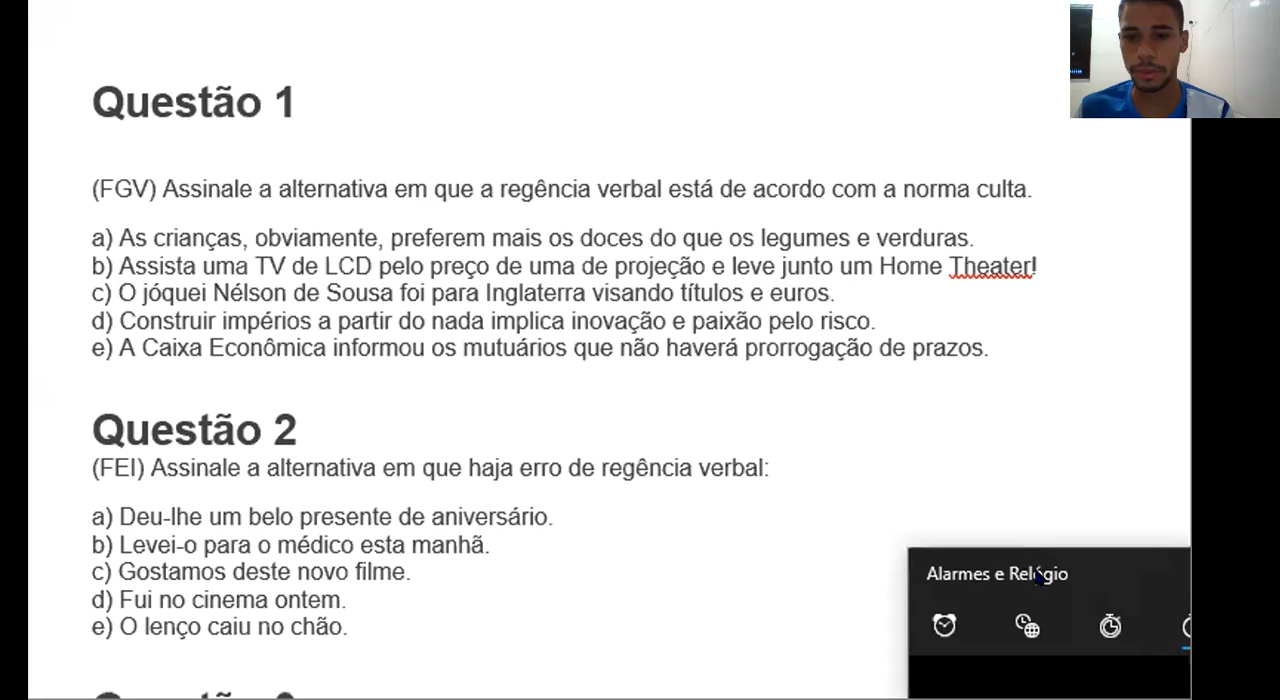 Questão 1
(FGV) Assinale a alternativa em que a regência verbal está de acordo com a norma culta.
a) As crianças, obviamente, preferem mais os doces do que os legumes e verduras.
b) Assista uma TV de LCD pelo preço de uma de projeção e leve junto um Home Theater!
c) O jóquei Nélson de Sousa foi para Inglaterra visando títulos e euros.
d) Construir impérios a partir do nada implica inovação e paixão pelo risco.
e) A Caixa Econômica informou os mutuários que não haverá prorrogação de prazos.
Questão 2
(FEI) Assinale a alternativa em que haja erro de regência verbal:
a) Deu-lhe um belo presente de aniversário.
b) Levei-o para o médico esta manhã.
c) Gostamos deste novo filme.
d) Fui no cinema ontem.
e) O lenço caiu no chão.
Alarmes e Relógio